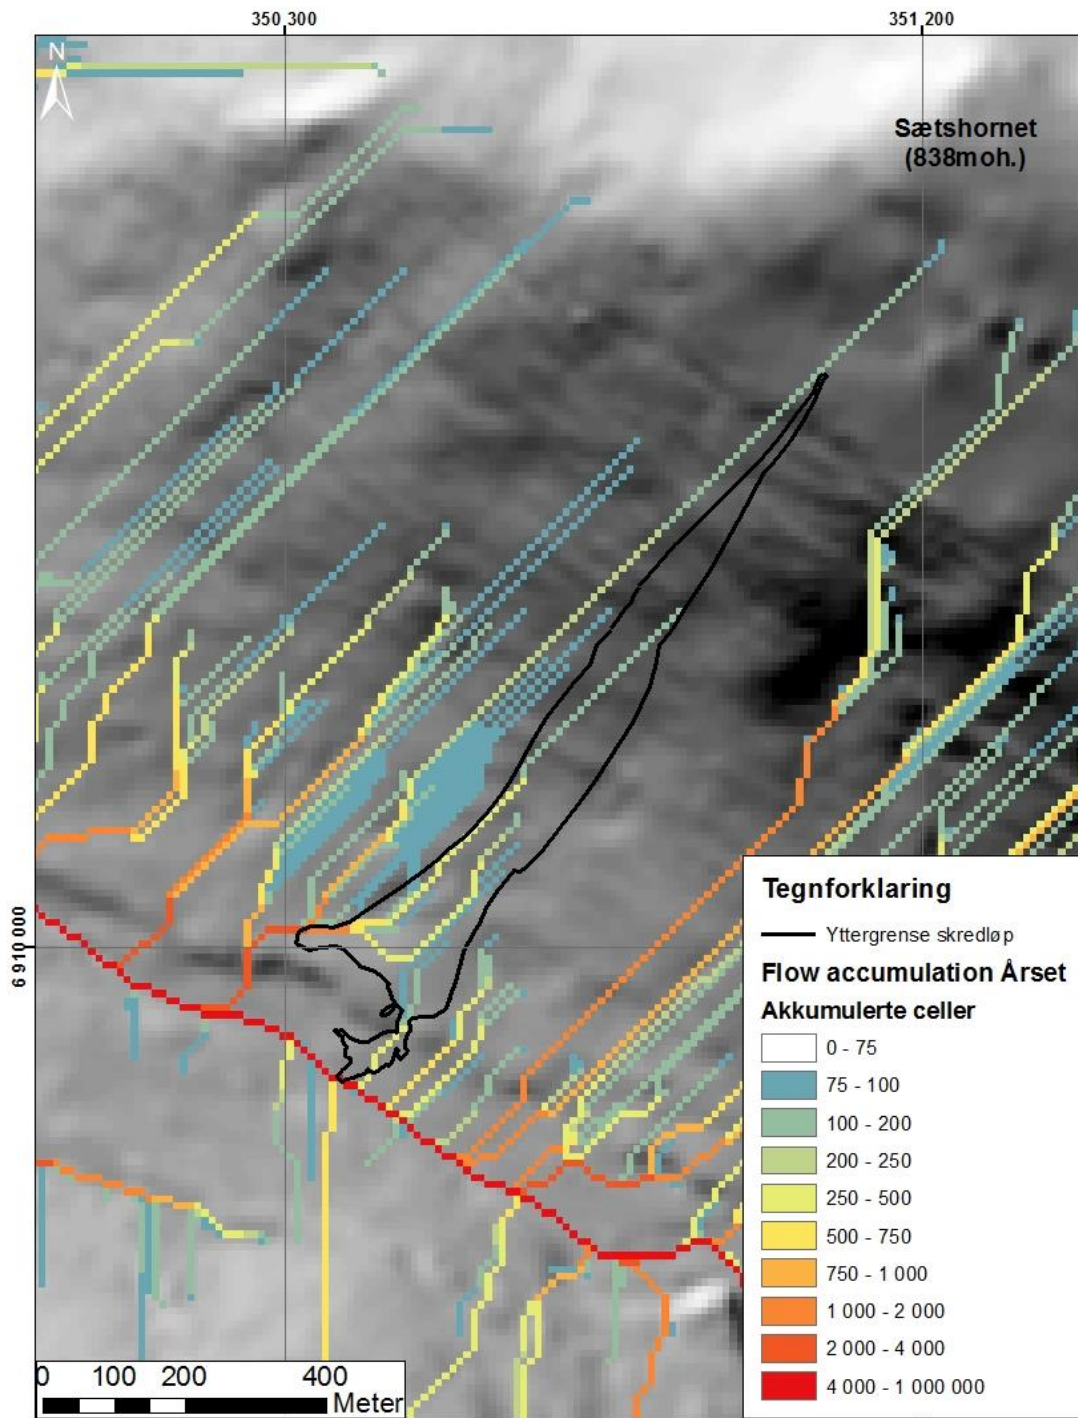 350 300
351 200
N
Sætshornet
(838moh.)
6 910 000
Tegnforklaring
Yttergrense skredløp
Flow accumulation Årset
Akkumulerte celler
0 - 75
75 - 100
100 - 200
200 - 250
250 - 500
500 - 750
750 - 1 000
1 000 - 2 000
2 000 - 4 000
4 000 - 1 000 000
0 100 200 400
Meter